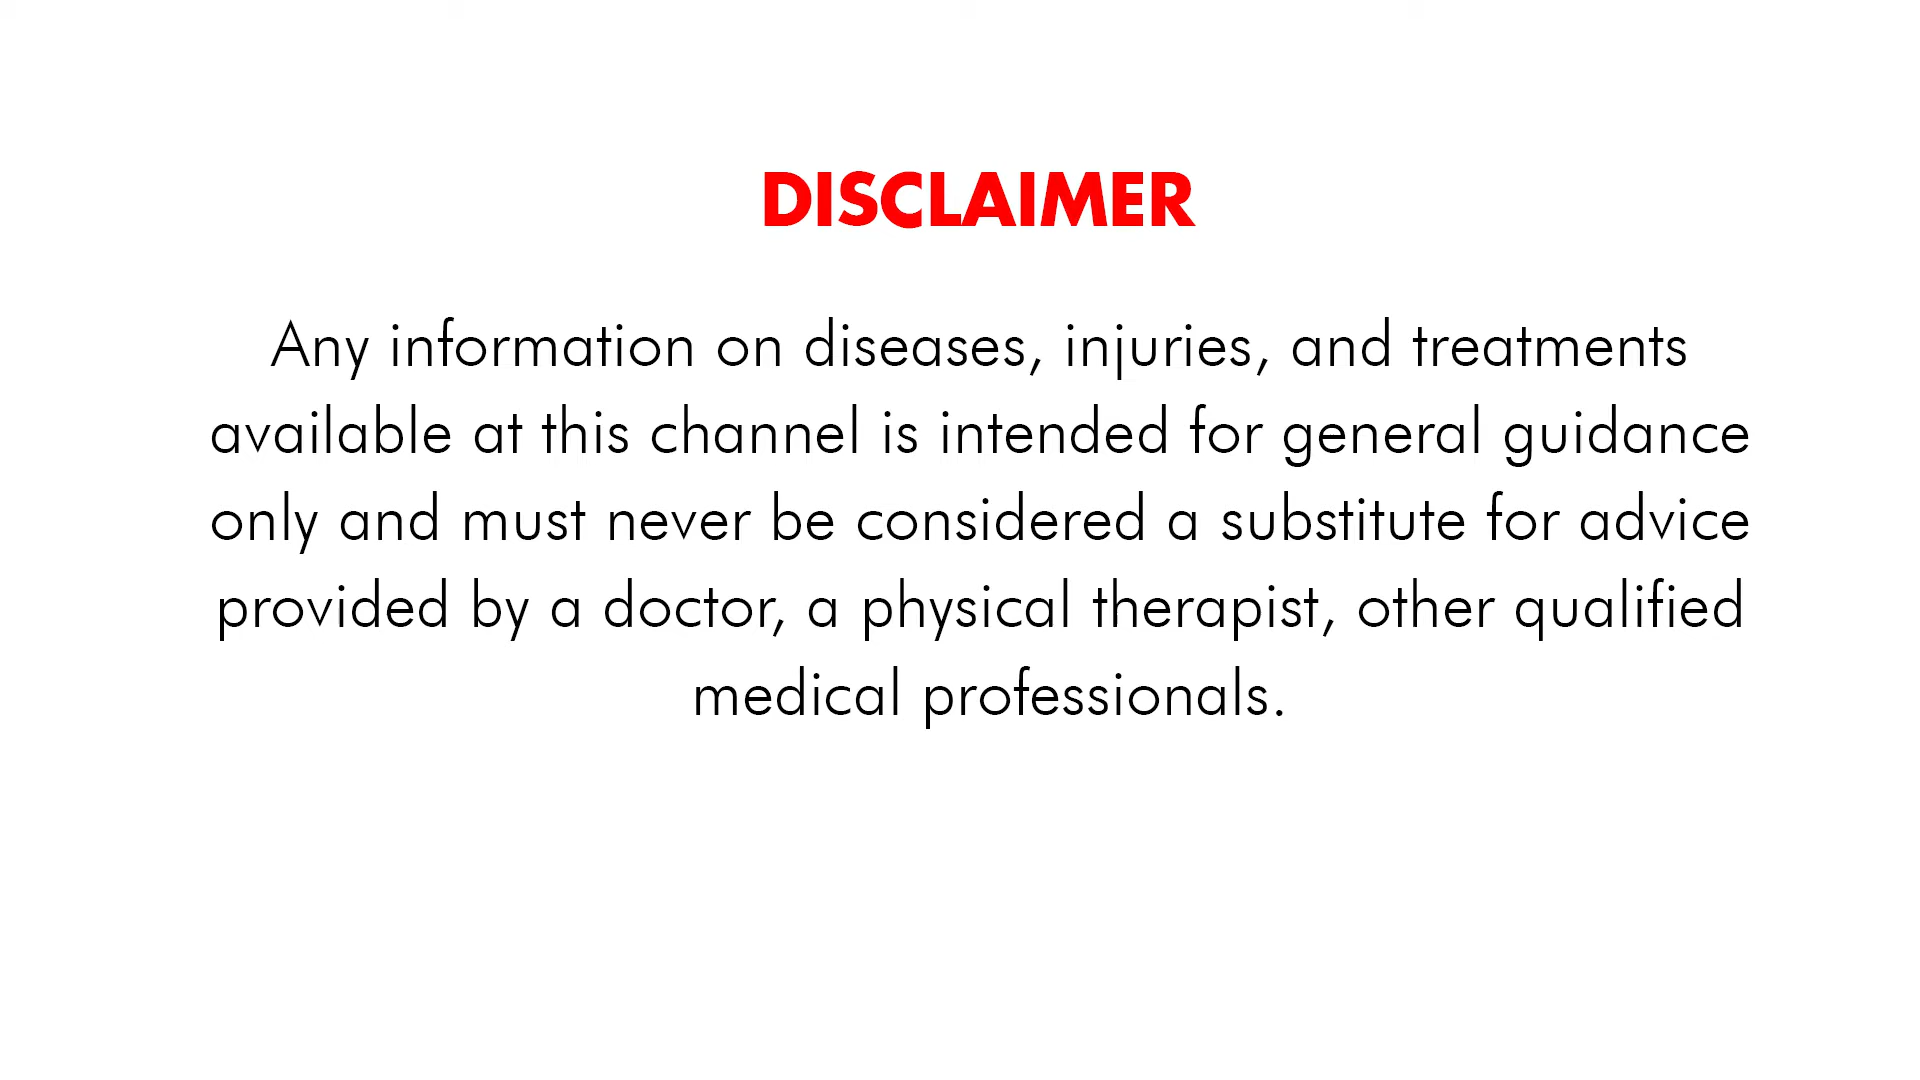 DISCLAIMER
Any information on diseases, injuries, and treatments
available at this channel is intended for general guidance
only and must never be considered a substitute for advice
provided by a doctor, a physical therapist, other qualified
medical professionals.